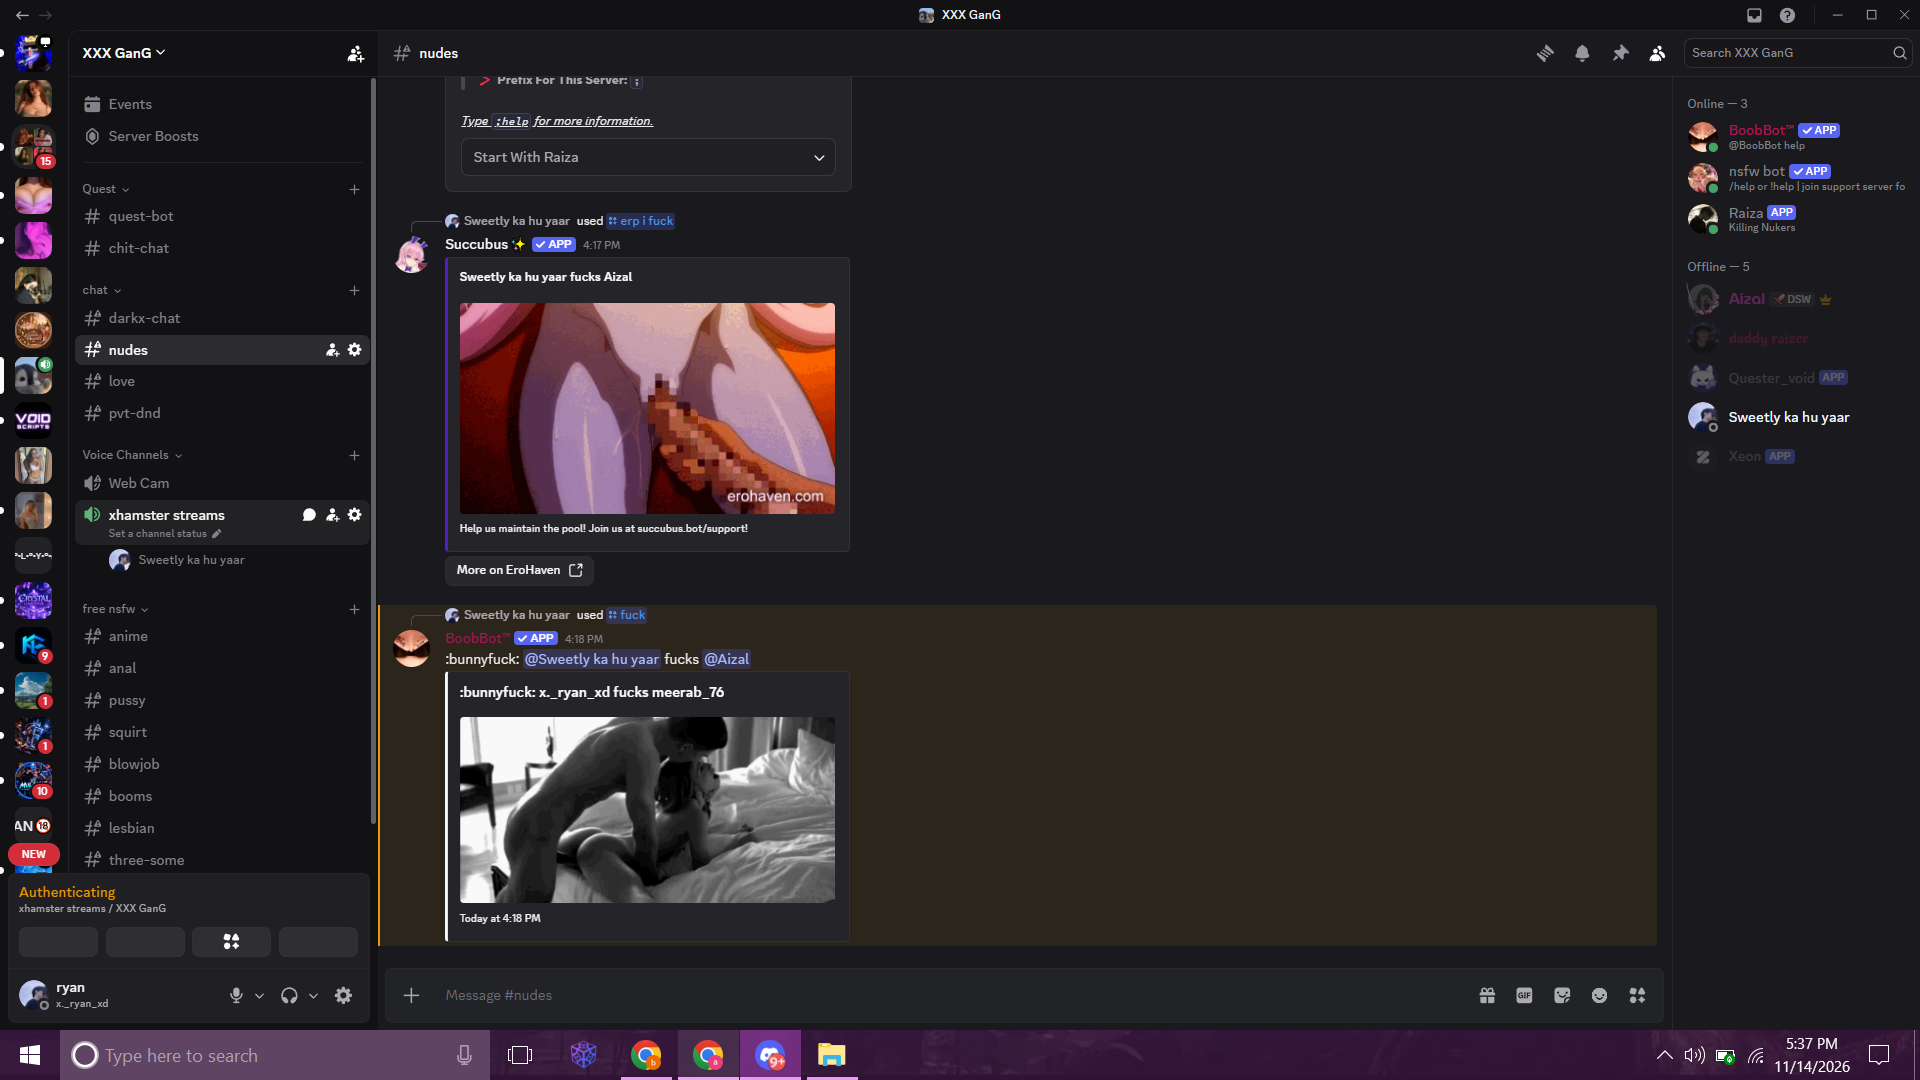 XXX GanG
XXX GanG
nudes
Search XXX GanG
Events
Server Boosts
Quest
quest-bot
chit-chat
chat
darkx-chat
nudes
love
pvt-dnd
Voice Channels
Web Cam
xhamster streams
Set a channel status
Sweetly ka hu yaar
free nsfw
anime
anal
pussy
squirt
blowjob
booms
lesbian
three-some
15
VOID
SCRIPTS
CRYSTAL
9
1
1
10
AN 18
NEW
Authenticating
xhamster streams / XXX GanG
ryan
x._ryan_xd
Prefix For This Server: ;
Type ;help for more information.
Start With Raiza
Sweetly ka hu yaar used erp i fuck
Succubus ✨ APP 4:17 PM
Sweetly ka hu yaar fucks Aizal
erohaven.com
Help us maintain the pool! Join us at succubus.bot/support!
More on EroHaven
Sweetly ka hu yaar used fuck
BoobBot™ APP 4:18 PM
:bunnyfuck: @Sweetly ka hu yaar fucks @Aizal
:bunnyfuck: x._ryan_xd fucks meerab_76
Today at 4:18 PM
Message #nudes
GIF
Online — 3
BoobBot™ APP
@BoobBot help
nsfw bot APP
/help or !help | join support server fo
Raiza APP
Killing Nukers
Offline — 5
Aizal DSW
daddy raizer
Quester_void APP
Sweetly ka hu yaar
Xeon APP
Type here to search
9+
5:37 PM
11/14/2026